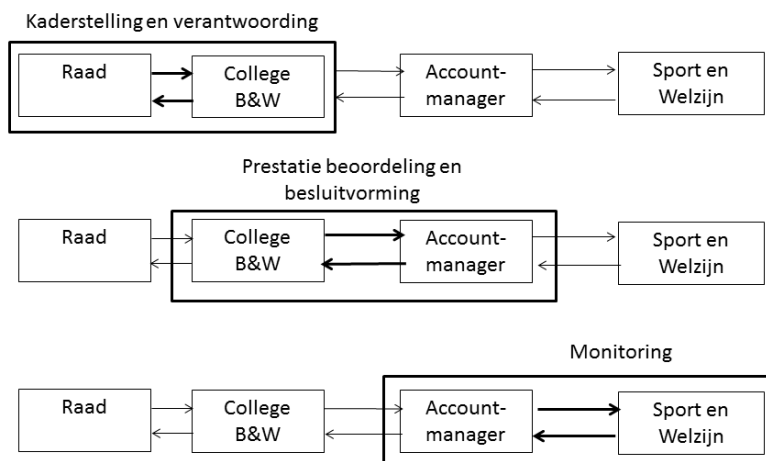 Kaderstelling en verantwoording
Raad
College
B&W
Account-
manager
Sport en
Welzijn
Prestatie beoordeling en
besluitvorming
Raad
College
B&W
Account-
manager
Sport en
Welzijn
Monitoring
Raad
College
B&W
Account-
manager
Sport en
Welzijn